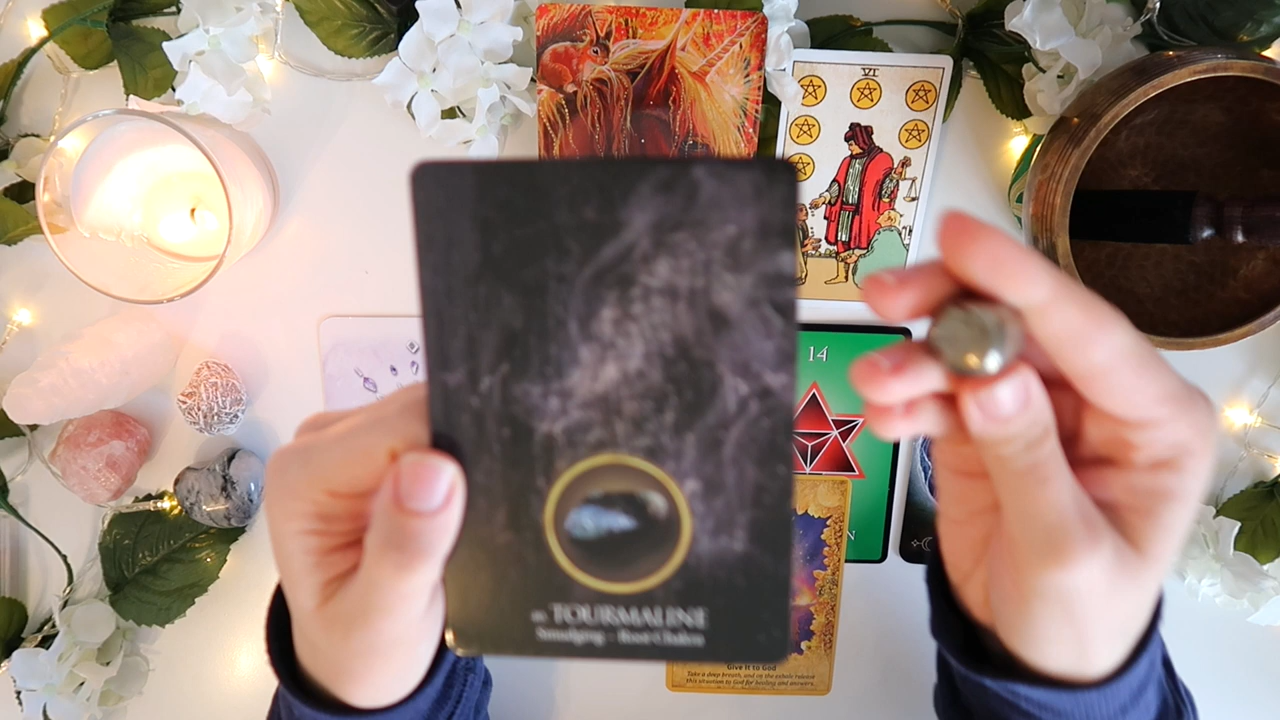 VI
14
TOURMALINE
Smudging ~ Root Chakra
N
Give It to God
Take a deep breath, and on the exhale release
this situation to God for healing and answers.